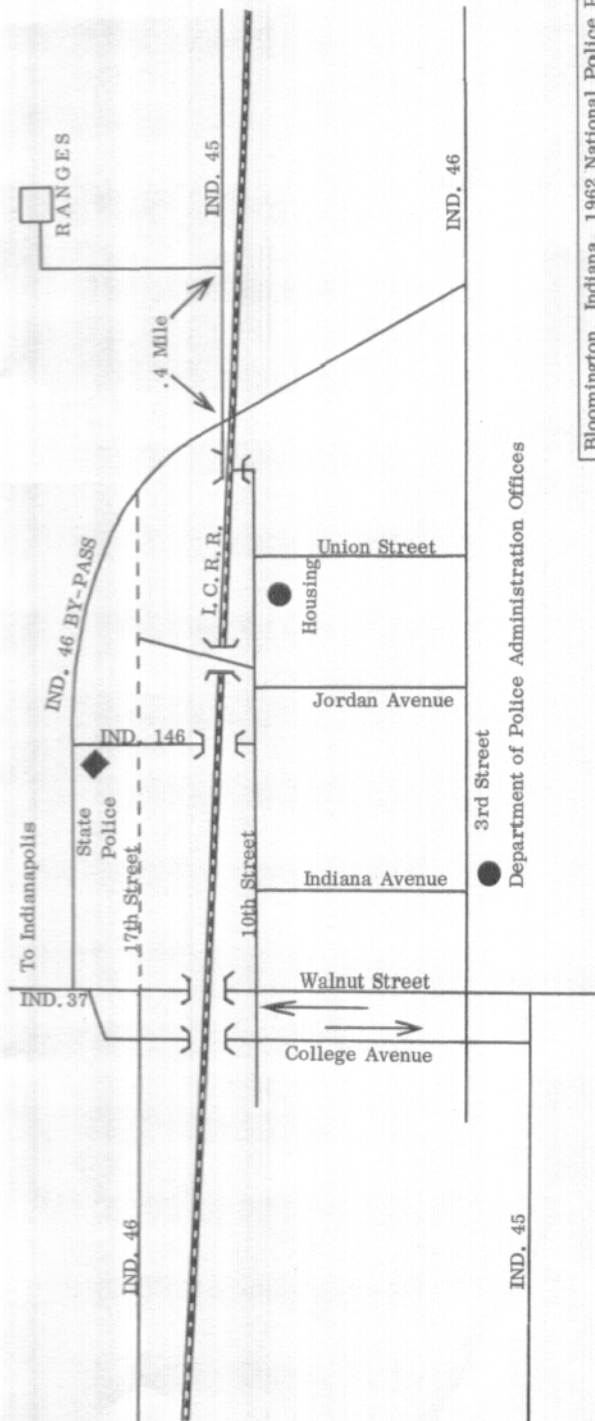 To Indianapolis
IND. 37
State
Police
IND. 46 BY-PASS
RANGES
IND. 46
17th Street
IND. 146
I. C. R. R.
.4 Mile
IND. 45
10th Street
Housing
Walnut Street
College Avenue
Indiana Avenue
Jordan Avenue
Union Street
3rd Street
Department of Police Administration Offices
IND. 46
IND. 45
Bloomington, Indiana 1962 National Police